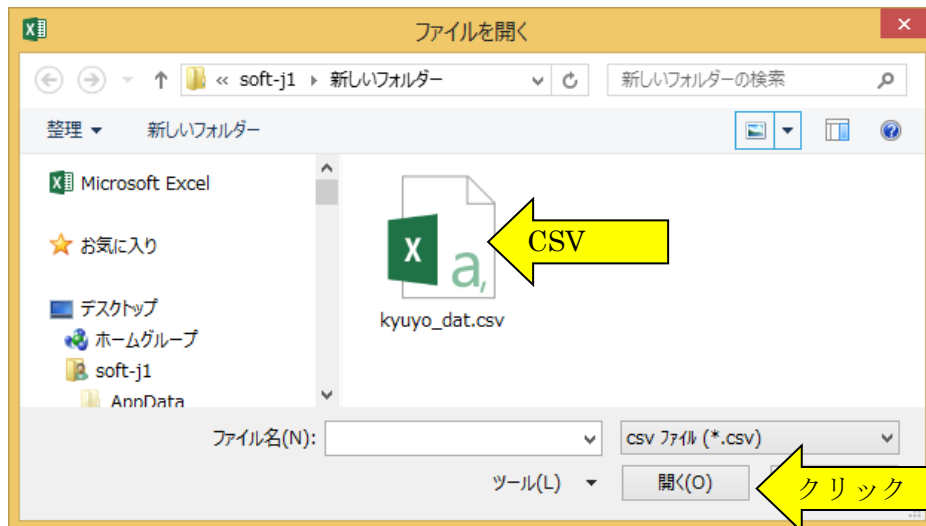 ファイルを開く
« soft-j1 ▸ 新しいフォルダー
新しいフォルダーの検索
整理 ▼ 新しいフォルダー
Microsoft Excel
お気に入り
デスクトップ
ホームグループ
soft-j1
AppData
CSV
kyuyo_dat.csv
ファイル名(N):
csv ファイル (*.csv)
ツール(L) ▼
開く(O)
クリック